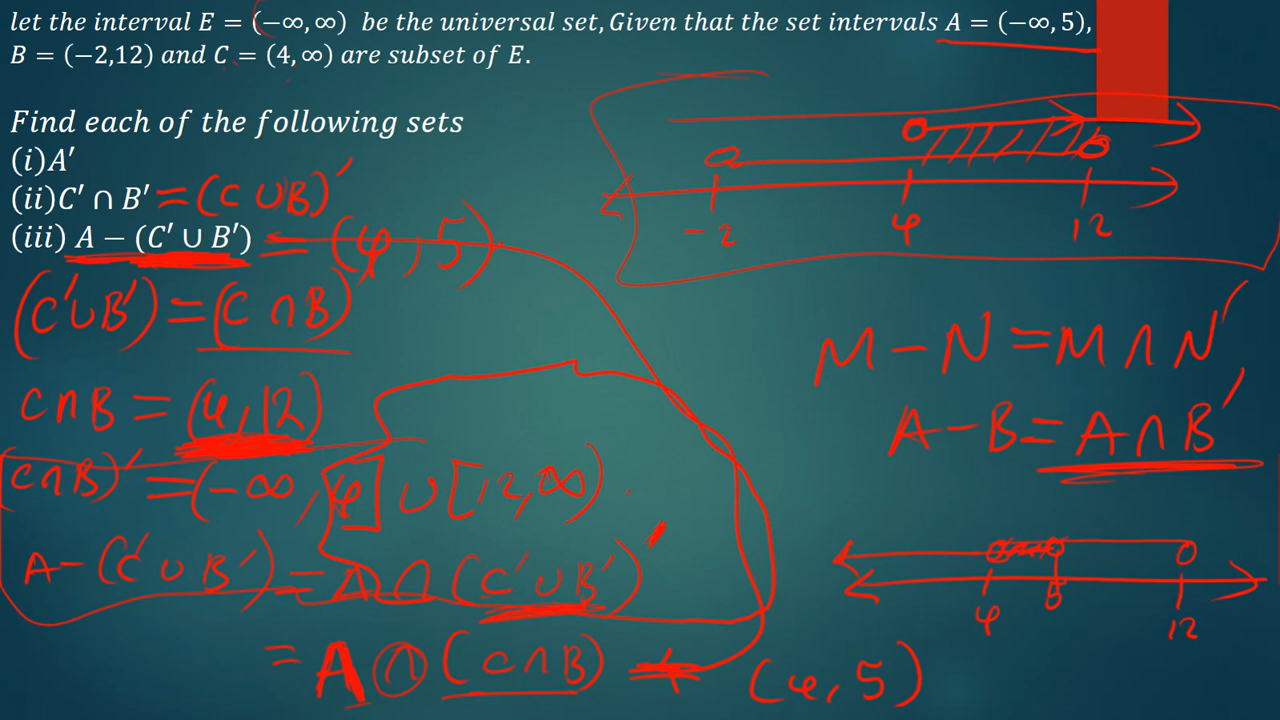 let the interval E = (−∞, ∞) be the universal set, Given that the set intervals A = (−∞, 5),
B = (−2,12) and C = (4, ∞) are subset of E.
Find each of the following sets
(i)A′
(ii)C′ ∩ B′ = (C ∪ B)′
(iii) A − (C′ ∪ B′) = (4, 5)
(C′ ∪ B′) = (C ∩ B)′
C ∩ B = (4, 12)
(C ∩ B)′ = (−∞, 4] ∪ [12, ∞)
A − (C′ ∪ B′) = A ∩ (C′ ∪ B′)′
= A ∩ (C ∩ B) (4, 5)
−2 4 12
M − N = M ∩ N′
A − B = A ∩ B′
4 5 12